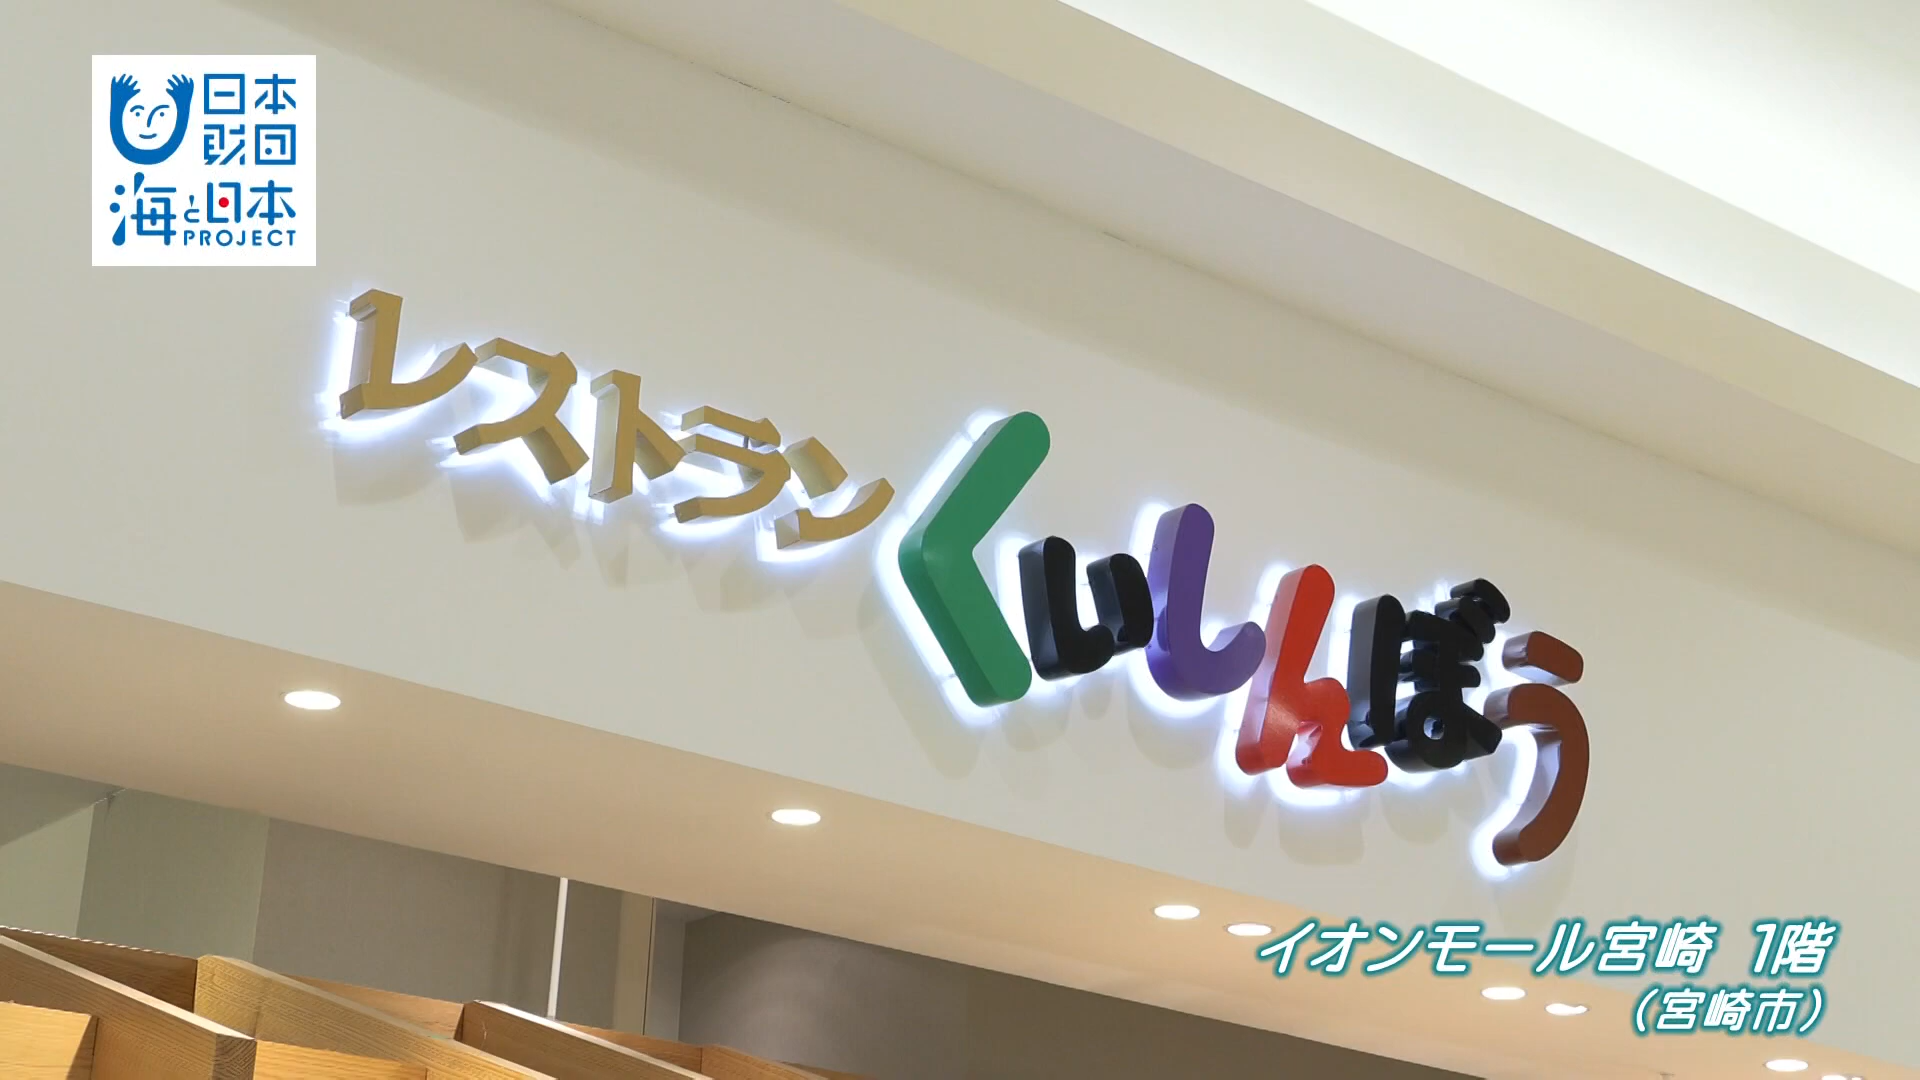 日本
財団
海と日本
PROJECT
レストランくいしんぼう
イオンモール宮崎 1階
(宮崎市)